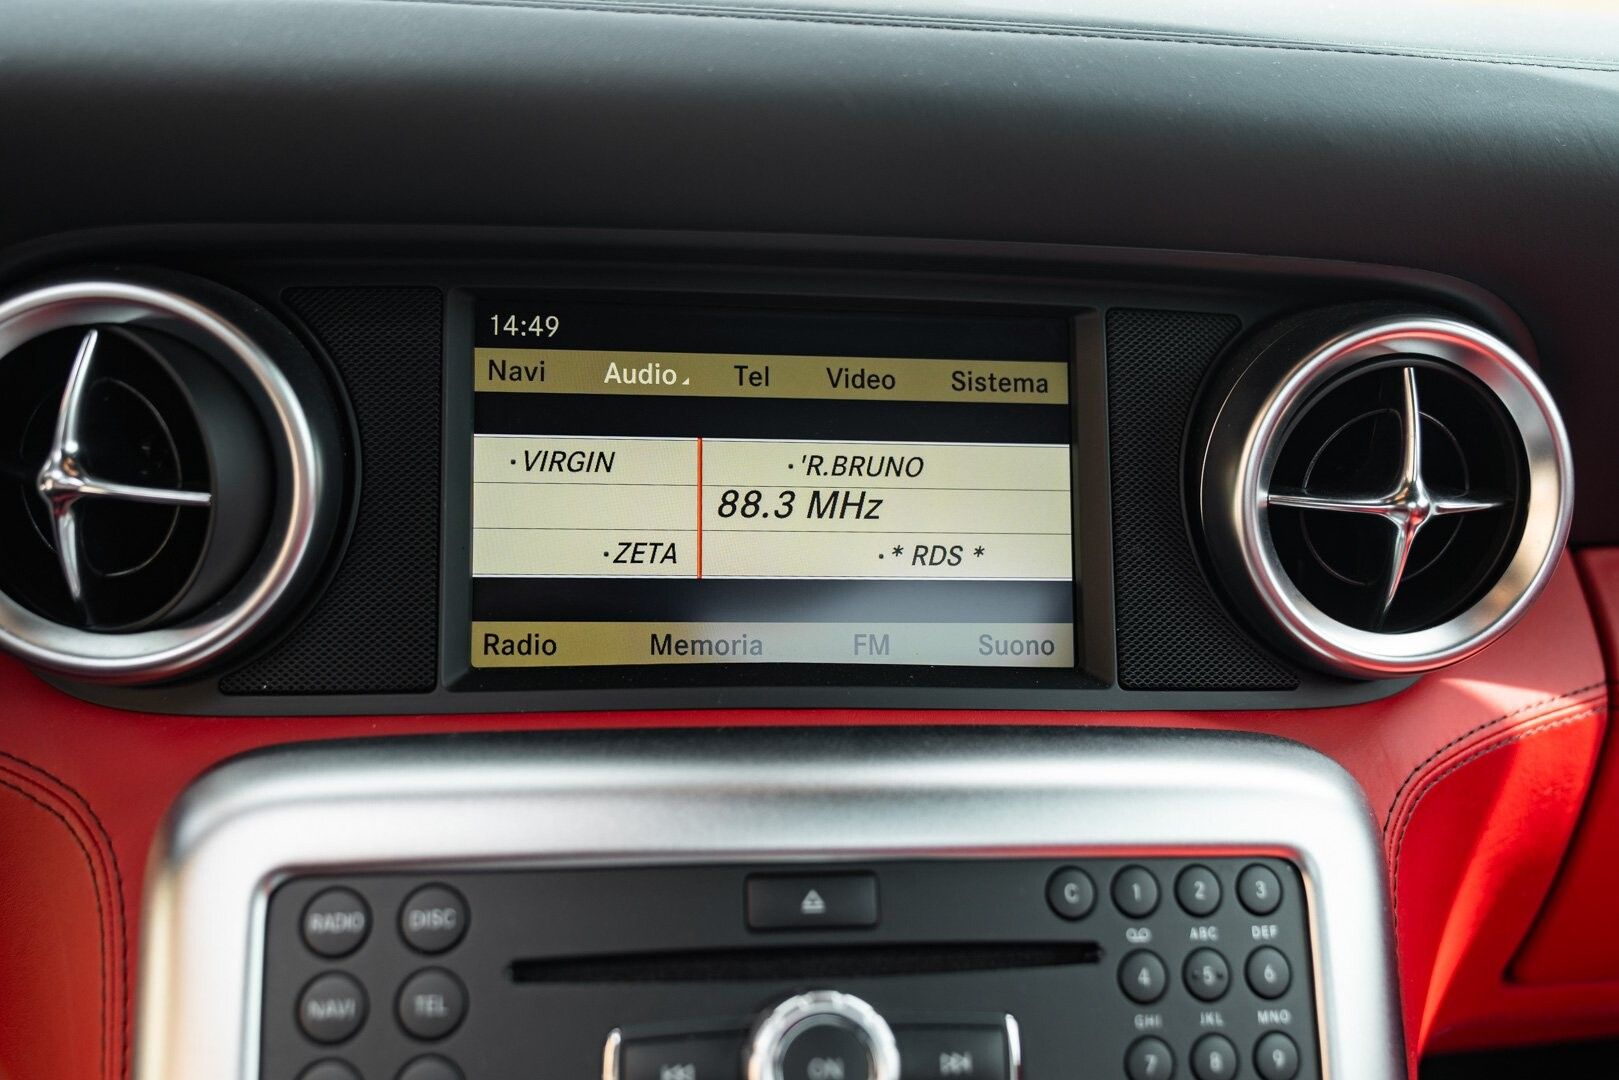 14:49
Navi Audio Tel Video Sistema
·VIRGIN ·'R.BRUNO
88.3 MHz
·ZETA ·* RDS *
Radio Memoria FM Suono
RADIO DISC C 1 2 3
ABC DEF
NAVI TEL 4 5 6
GHI JKL MNO
ON 7 8 9